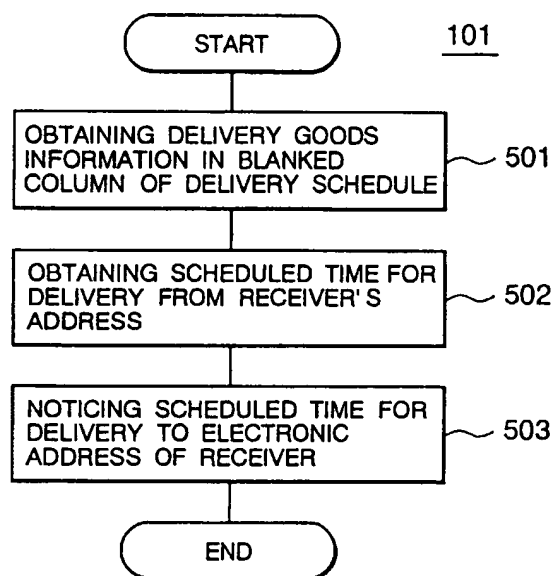 START
101
OBTAINING DELIVERY GOODS
INFORMATION IN BLANKED
COLUMN OF DELIVERY SCHEDULE
501
OBTAINING SCHEDULED TIME FOR
DELIVERY FROM RECEIVER'S
ADDRESS
502
NOTICING SCHEDULED TIME FOR
DELIVERY TO ELECTRONIC
ADDRESS OF RECEIVER
503
END